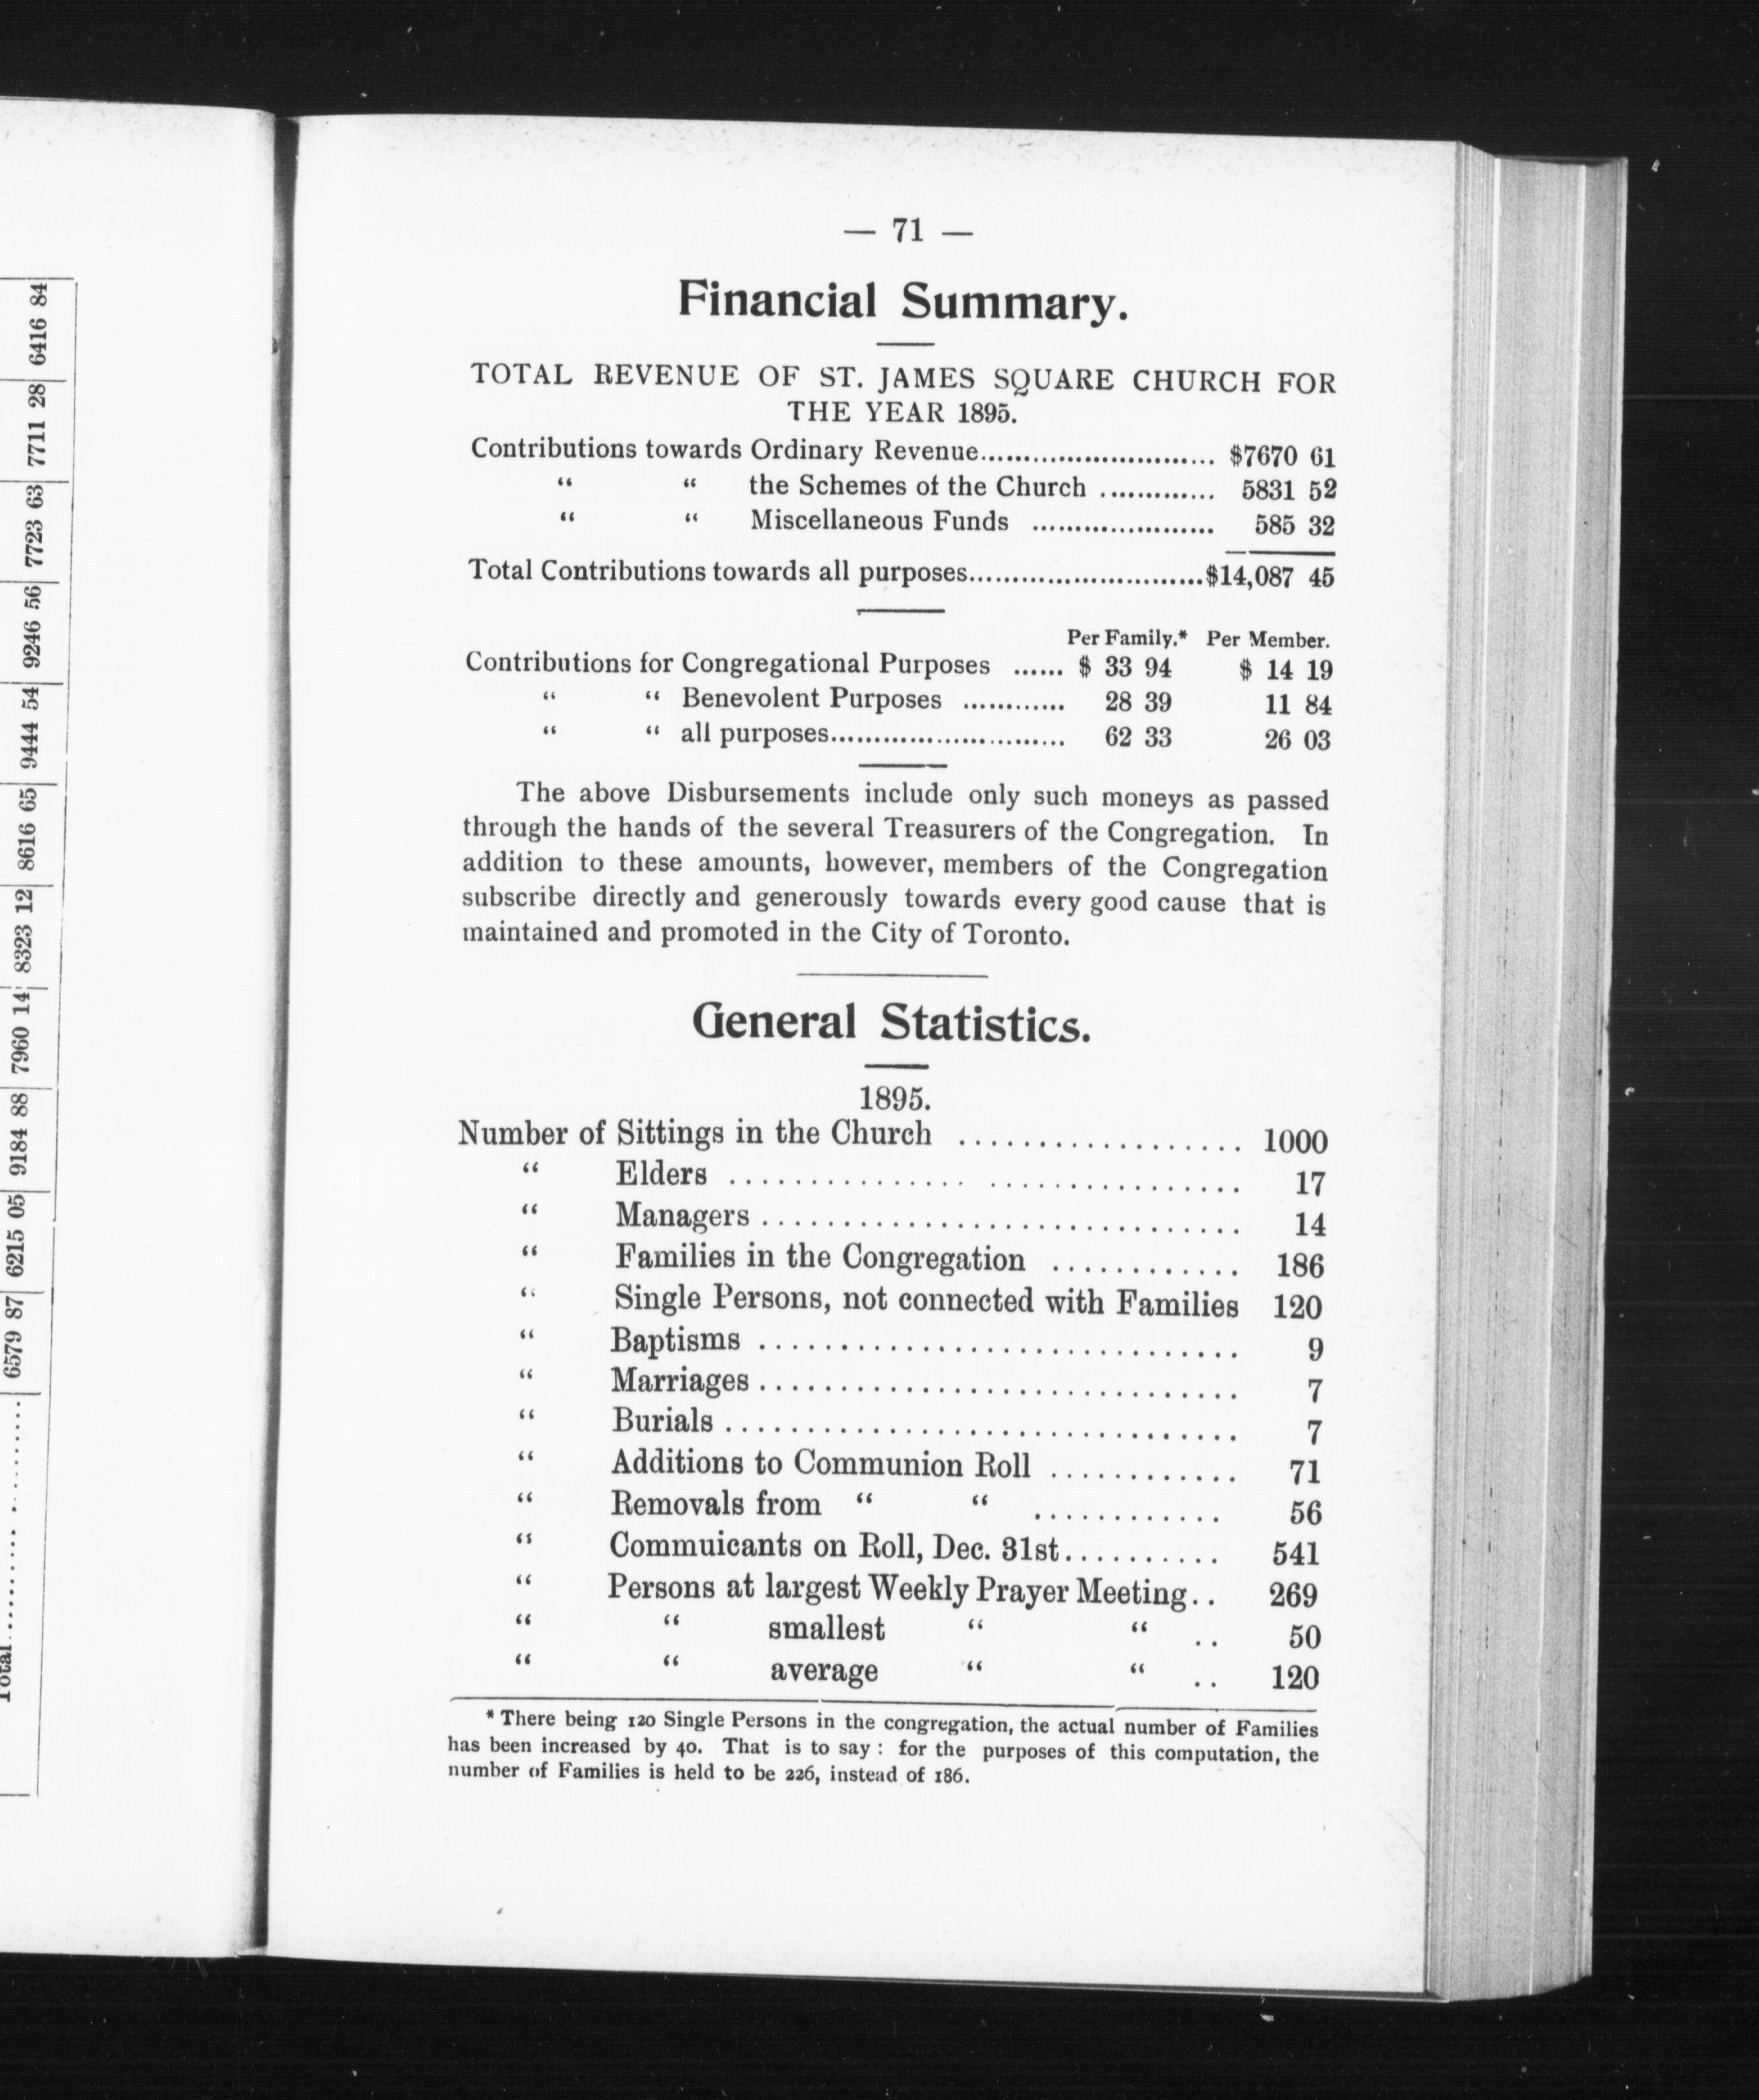 6416 84
7711 28
7723 63
9246 56
9444 54
8616 65
8323 12
7960 14
9184 88
6215 05
6579 87
Total
— 71 —
Financial Summary.
TOTAL REVENUE OF ST. JAMES SQUARE CHURCH FOR
THE YEAR 1895.
Contributions towards Ordinary Revenue........................... $7670 61
“ “ the Schemes of the Church ............. 5831 52
“ “ Miscellaneous Funds ..................... 585 32
Total Contributions towards all purposes...........................$14,087 45
Per Family.* Per Member.
Contributions for Congregational Purposes ...... $ 33 94 $ 14 19
“ “ Benevolent Purposes ............ 28 39 11 84
“ “ all purposes........................... 62 33 26 03
The above Disbursements include only such moneys as passed
through the hands of the several Treasurers of the Congregation. In
addition to these amounts, however, members of the Congregation
subscribe directly and generously towards every good cause that is
maintained and promoted in the City of Toronto.
General Statistics.
1895.
Number of Sittings in the Church .................. 1000
“ Elders ............................... 17
“ Managers .............................. 14
“ Families in the Congregation ............ 186
“ Single Persons, not connected with Families 120
“ Baptisms .............................. 9
“ Marriages .............................. 7
“ Burials ................................ 7
“ Additions to Communion Roll ............ 71
“ Removals from “ “ ............ 56
“ Commuicants on Roll, Dec. 31st.......... 541
“ Persons at largest Weekly Prayer Meeting.. 269
“ “ smallest “ “ .. 50
“ “ average “ “ .. 120
* There being 120 Single Persons in the congregation, the actual number of Families
has been increased by 40. That is to say : for the purposes of this computation, the
number of Families is held to be 226, instead of 186.